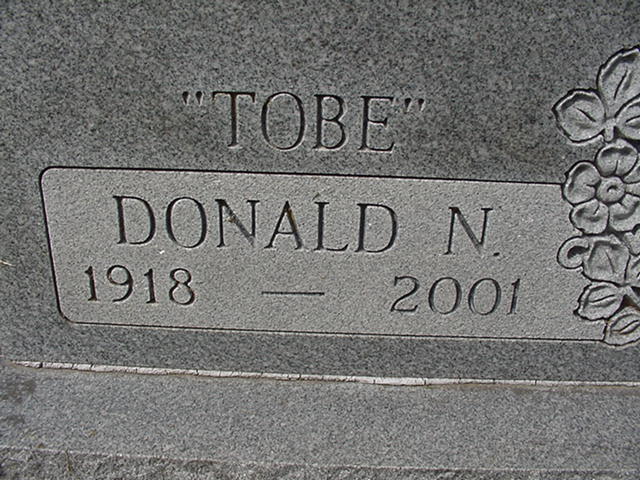 "TOBE"
DONALD N.
1918 — 2001